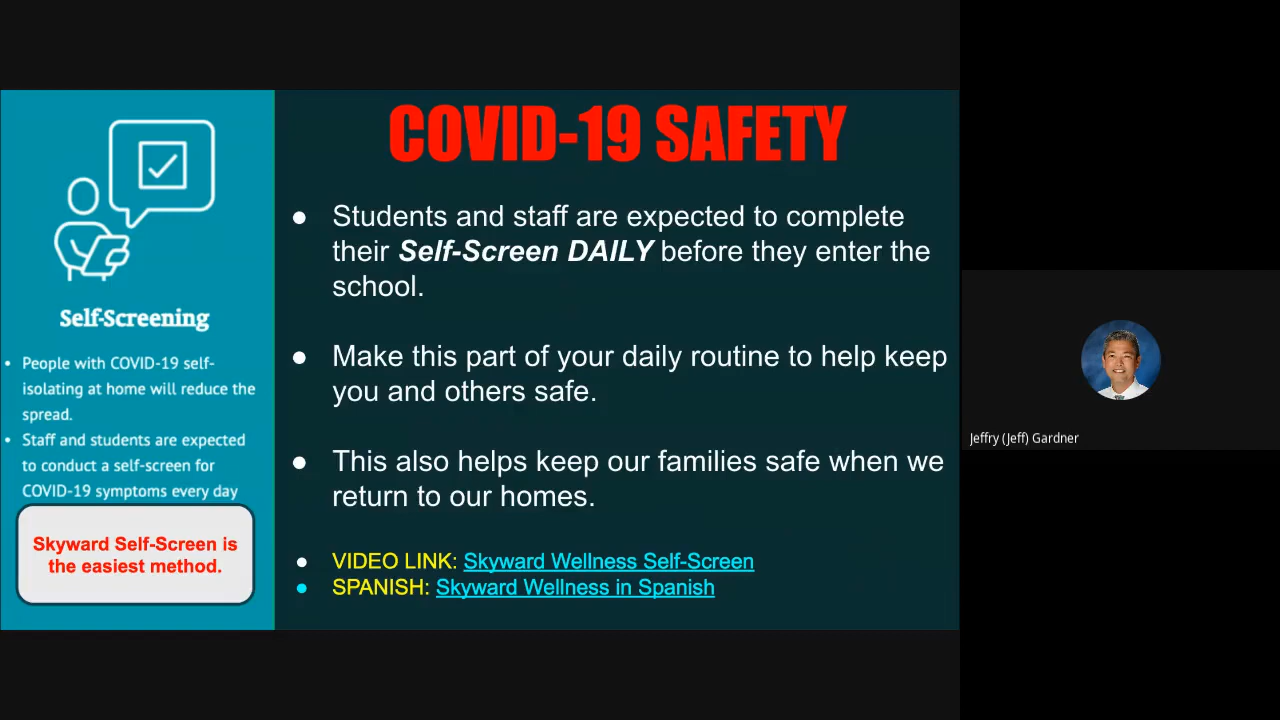 COVID-19 SAFETY
Self-Screening
• People with COVID-19 self-
isolating at home will reduce the
spread.
• Staff and students are expected
to conduct a self-screen for
COVID-19 symptoms every day
Skyward Self-Screen is
the easiest method.
● Students and staff are expected to complete
their Self-Screen DAILY before they enter the
school.
● Make this part of your daily routine to help keep
you and others safe.
● This also helps keep our families safe when we
return to our homes.
● VIDEO LINK: Skyward Wellness Self-Screen
● SPANISH: Skyward Wellness in Spanish
Jeffry (Jeff) Gardner